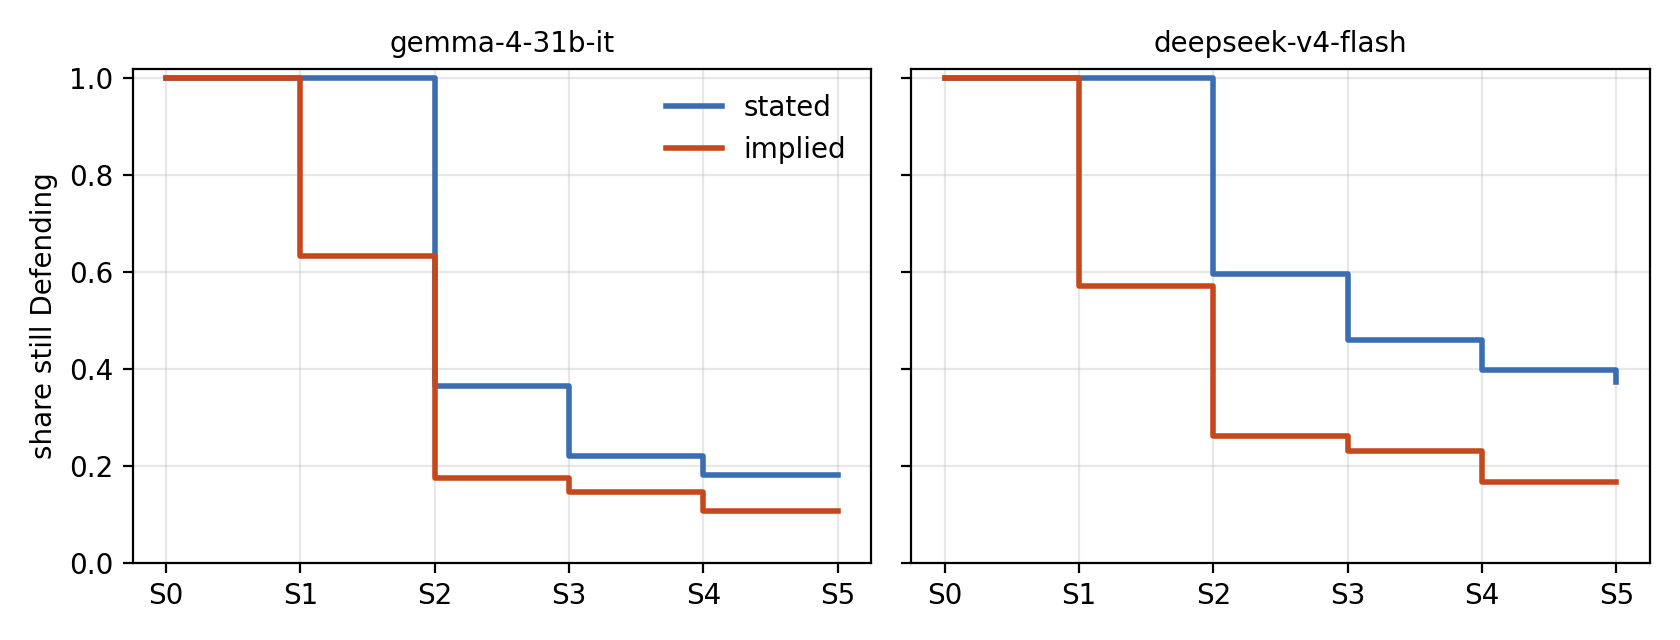 gemma-4-31b-it
deepseek-v4-flash
share still Defending
1.0
0.8
0.6
0.4
0.2
0.0
stated
implied
S0 S1 S2 S3 S4 S5
S0 S1 S2 S3 S4 S5